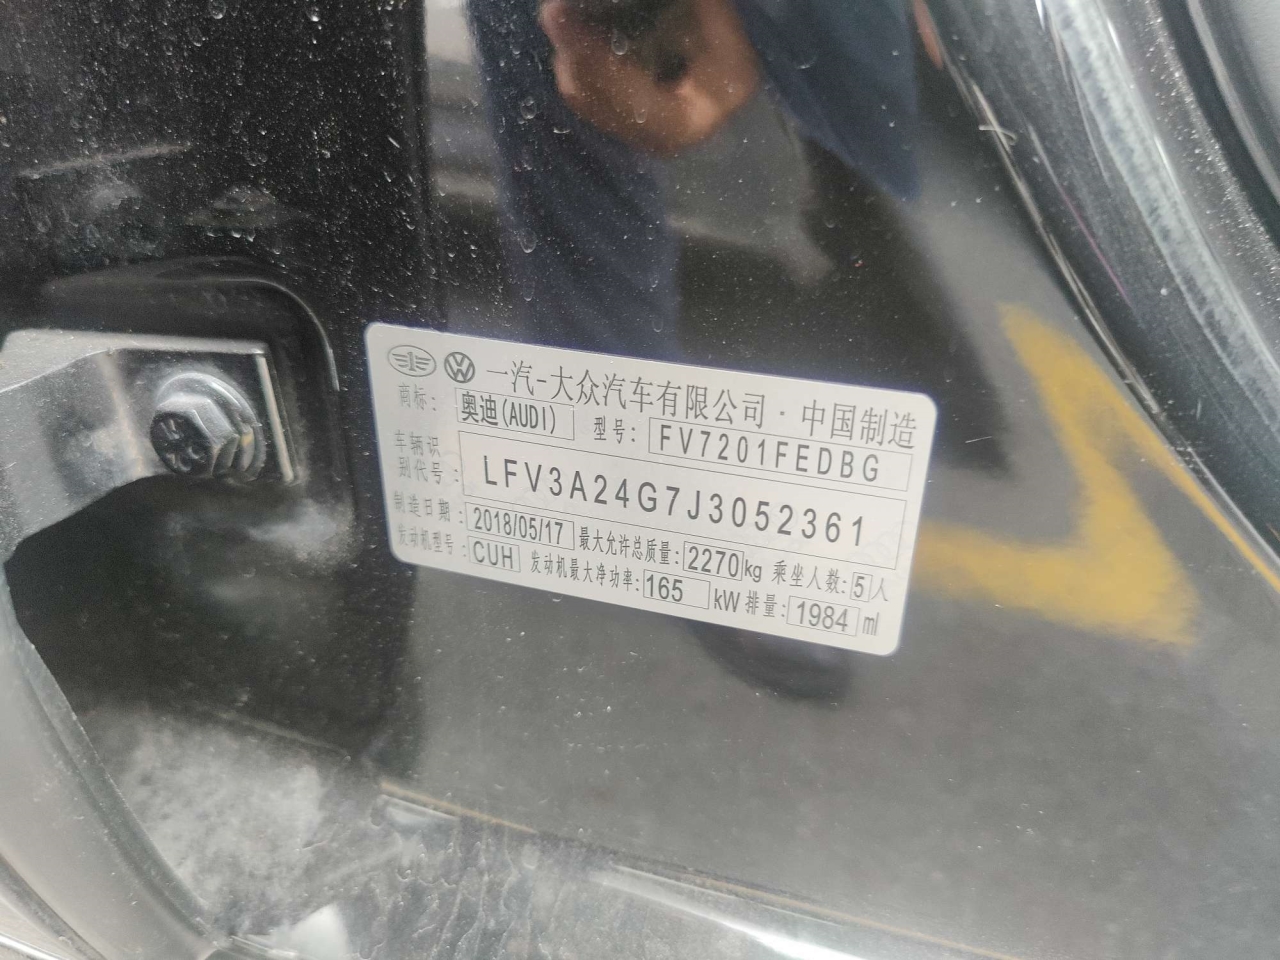 一汽-大众汽车有限公司·中国制造
商标: 奥迪(AUDI) 型号: FV7201FEDBG
车辆识别代号: LFV3A24G7J3052361
制造日期: 2018/05/17 最大允许总质量: 2270kg 乘坐人数: 5人
发动机型号: CUH 发动机最大净功率: 165 kW 排量: 1984 ml